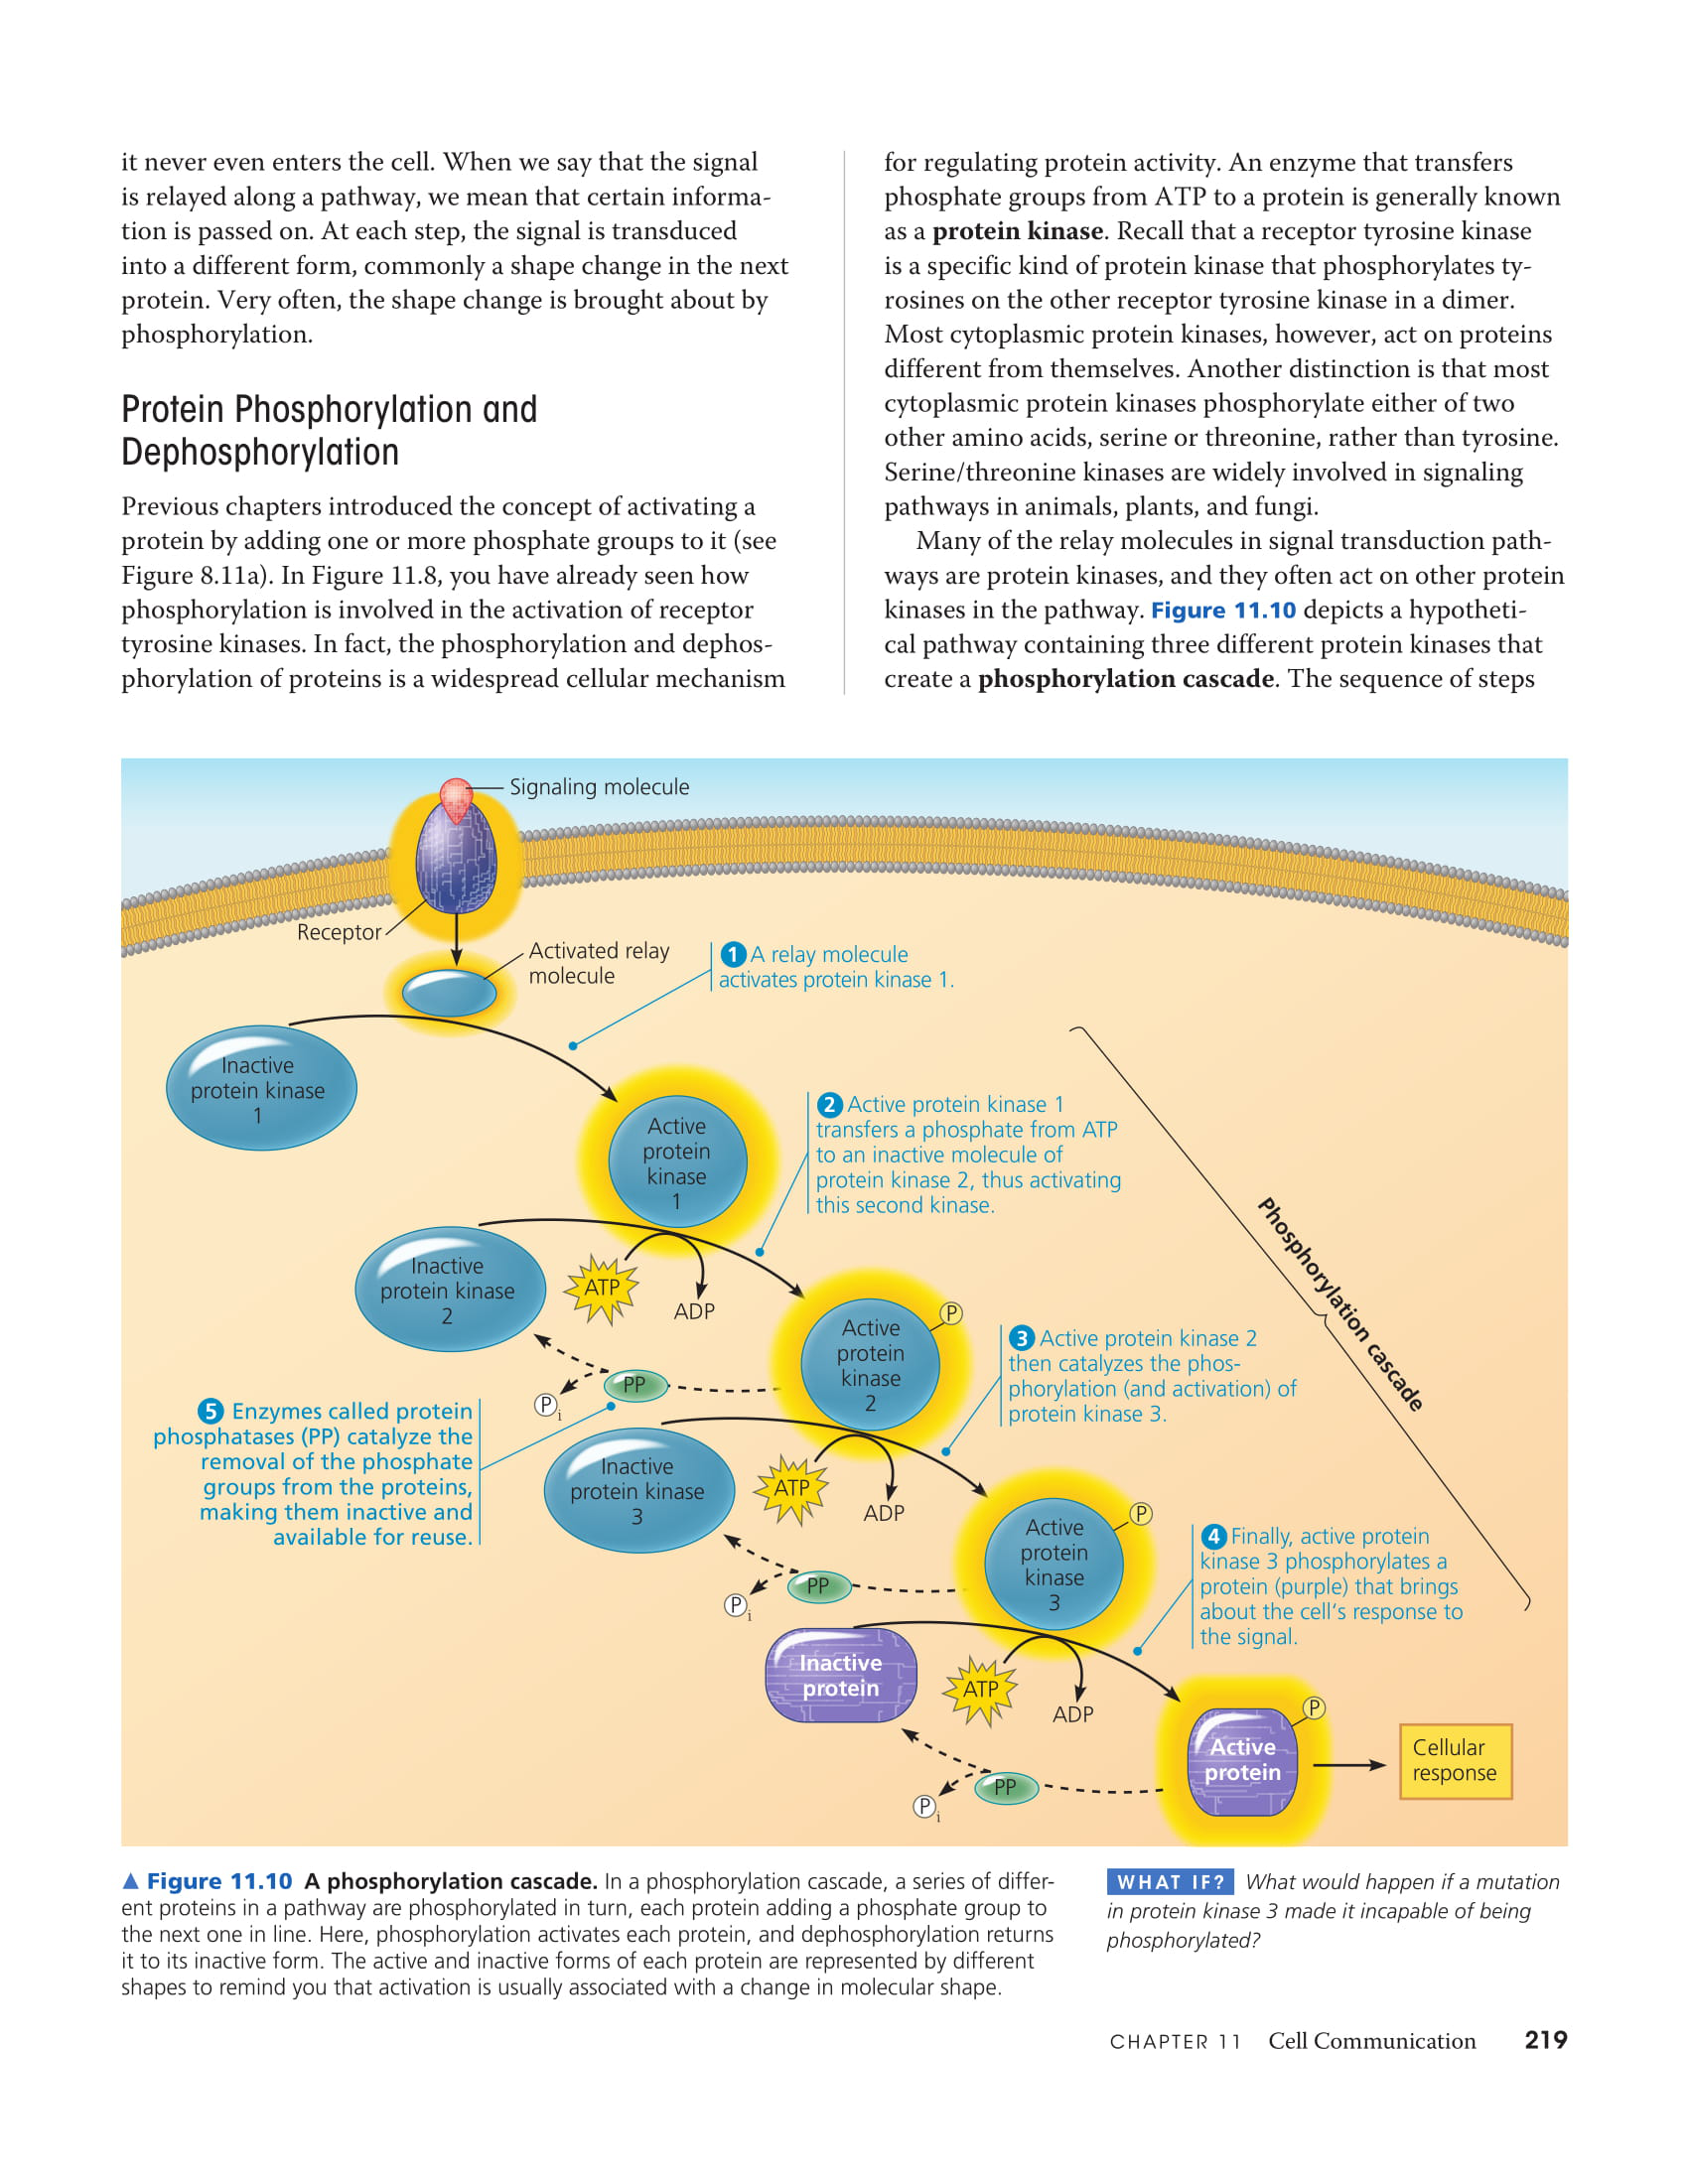 it never even enters the cell. When we say that the signal
is relayed along a pathway, we mean that certain informa-
tion is passed on. At each step, the signal is transduced
into a different form, commonly a shape change in the next
protein. Very often, the shape change is brought about by
phosphorylation.
Protein Phosphorylation and
Dephosphorylation
Previous chapters introduced the concept of activating a
protein by adding one or more phosphate groups to it (see
Figure 8.11a). In Figure 11.8, you have already seen how
phosphorylation is involved in the activation of receptor
tyrosine kinases. In fact, the phosphorylation and dephos-
phorylation of proteins is a widespread cellular mechanism
for regulating protein activity. An enzyme that transfers
phosphate groups from ATP to a protein is generally known
as a protein kinase. Recall that a receptor tyrosine kinase
is a specific kind of protein kinase that phosphorylates ty-
rosines on the other receptor tyrosine kinase in a dimer.
Most cytoplasmic protein kinases, however, act on proteins
different from themselves. Another distinction is that most
cytoplasmic protein kinases phosphorylate either of two
other amino acids, serine or threonine, rather than tyrosine.
Serine/threonine kinases are widely involved in signaling
pathways in animals, plants, and fungi.
Many of the relay molecules in signal transduction path-
ways are protein kinases, and they often act on other protein
kinases in the pathway. Figure 11.10 depicts a hypotheti-
cal pathway containing three different protein kinases that
create a phosphorylation cascade. The sequence of steps
Signaling molecule
Receptor
Activated relay
molecule
1 A relay molecule
activates protein kinase 1.
Inactive
protein kinase
1
Active
protein
kinase
1
2 Active protein kinase 1
transfers a phosphate from ATP
to an inactive molecule of
protein kinase 2, thus activating
this second kinase.
Phosphorylation cascade
Inactive
protein kinase
2
ATP
ADP
Active
protein
kinase
2
P
3 Active protein kinase 2
then catalyzes the phos-
phorylation (and activation) of
protein kinase 3.
PP
P i
5 Enzymes called protein
phosphatases (PP) catalyze the
removal of the phosphate
groups from the proteins,
making them inactive and
available for reuse.
Inactive
protein kinase
3
ATP
ADP
Active
protein
kinase
3
P
4 Finally, active protein
kinase 3 phosphorylates a
protein (purple) that brings
about the cell's response to
the signal.
PP
P i
Inactive
protein
ATP
ADP
Active
protein
P
Cellular
response
PP
P i
▲ Figure 11.10 A phosphorylation cascade. In a phosphorylation cascade, a series of differ-
ent proteins in a pathway are phosphorylated in turn, each protein adding a phosphate group to
the next one in line. Here, phosphorylation activates each protein, and dephosphorylation returns
it to its inactive form. The active and inactive forms of each protein are represented by different
shapes to remind you that activation is usually associated with a change in molecular shape.
WHAT IF? What would happen if a mutation
in protein kinase 3 made it incapable of being
phosphorylated?
CHAPTER 11 Cell Communication 219